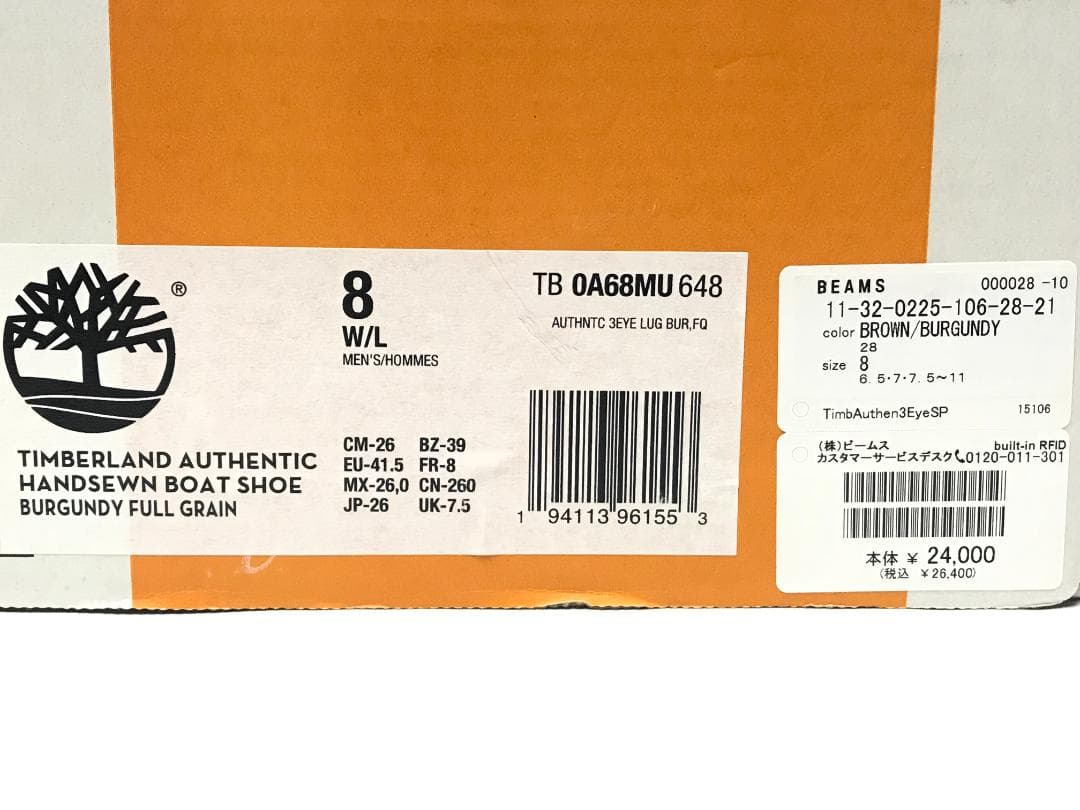 ®
8
W/L
MEN'S/HOMMES
TB 0A68MU 648
AUTHNTC 3EYE LUG BUR,FQ
TIMBERLAND AUTHENTIC
HANDSEWN BOAT SHOE
BURGUNDY FULL GRAIN
CM-26 BZ-39
EU-41.5 FR-8
MX-26,0 CN-260
JP-26 UK-7.5
1 94113 96155 3
BEAMS 000028 -10
11-32-0225-106-28-21
color BROWN/BURGUNDY
28
size 8
6.5・7・7.5～11
TimbAuthen3EyeSP 15106
(株)ビームス built-in RFID
カスタマーサービスデスク📞0120-011-301
本体 ¥ 24,000
(税込 ¥26,400)